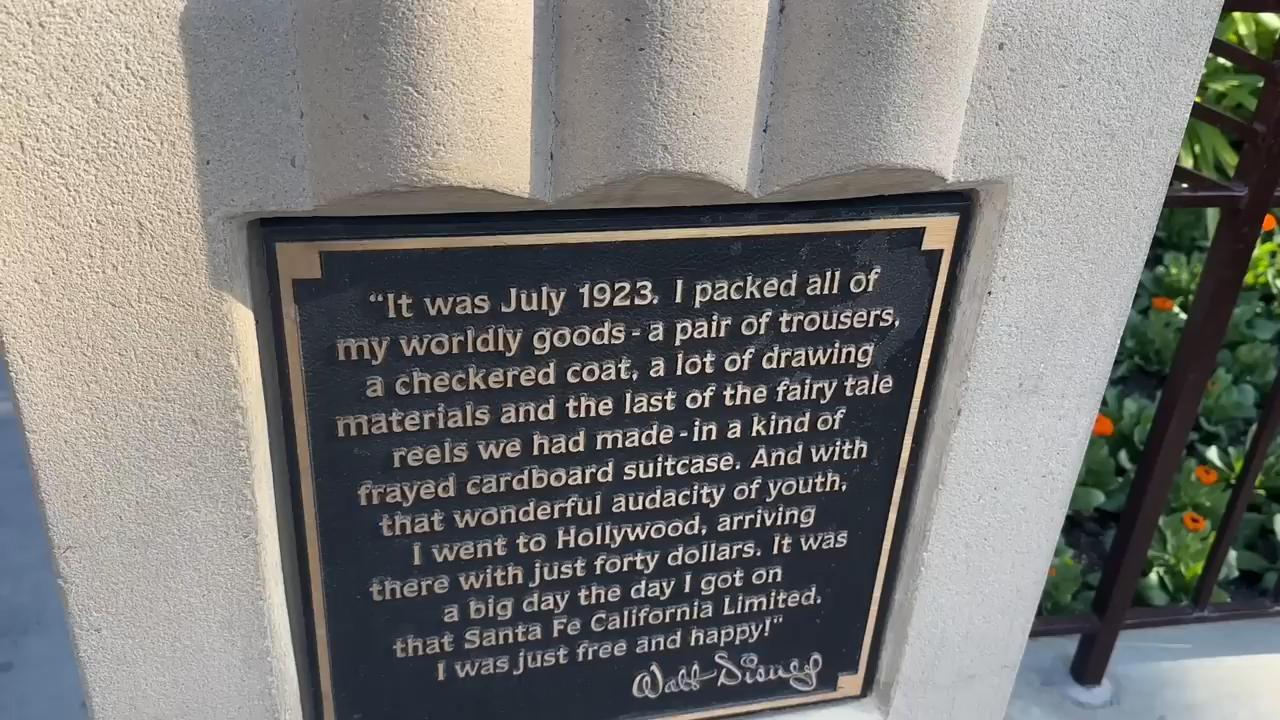 “It was July 1923. I packed all of
my worldly goods - a pair of trousers,
a checkered coat, a lot of drawing
materials and the last of the fairy tale
reels we had made - in a kind of
frayed cardboard suitcase. And with
that wonderful audacity of youth,
I went to Hollywood, arriving
there with just forty dollars. It was
a big day the day I got on
that Santa Fe California Limited.
I was just free and happy!”
Walt Disney